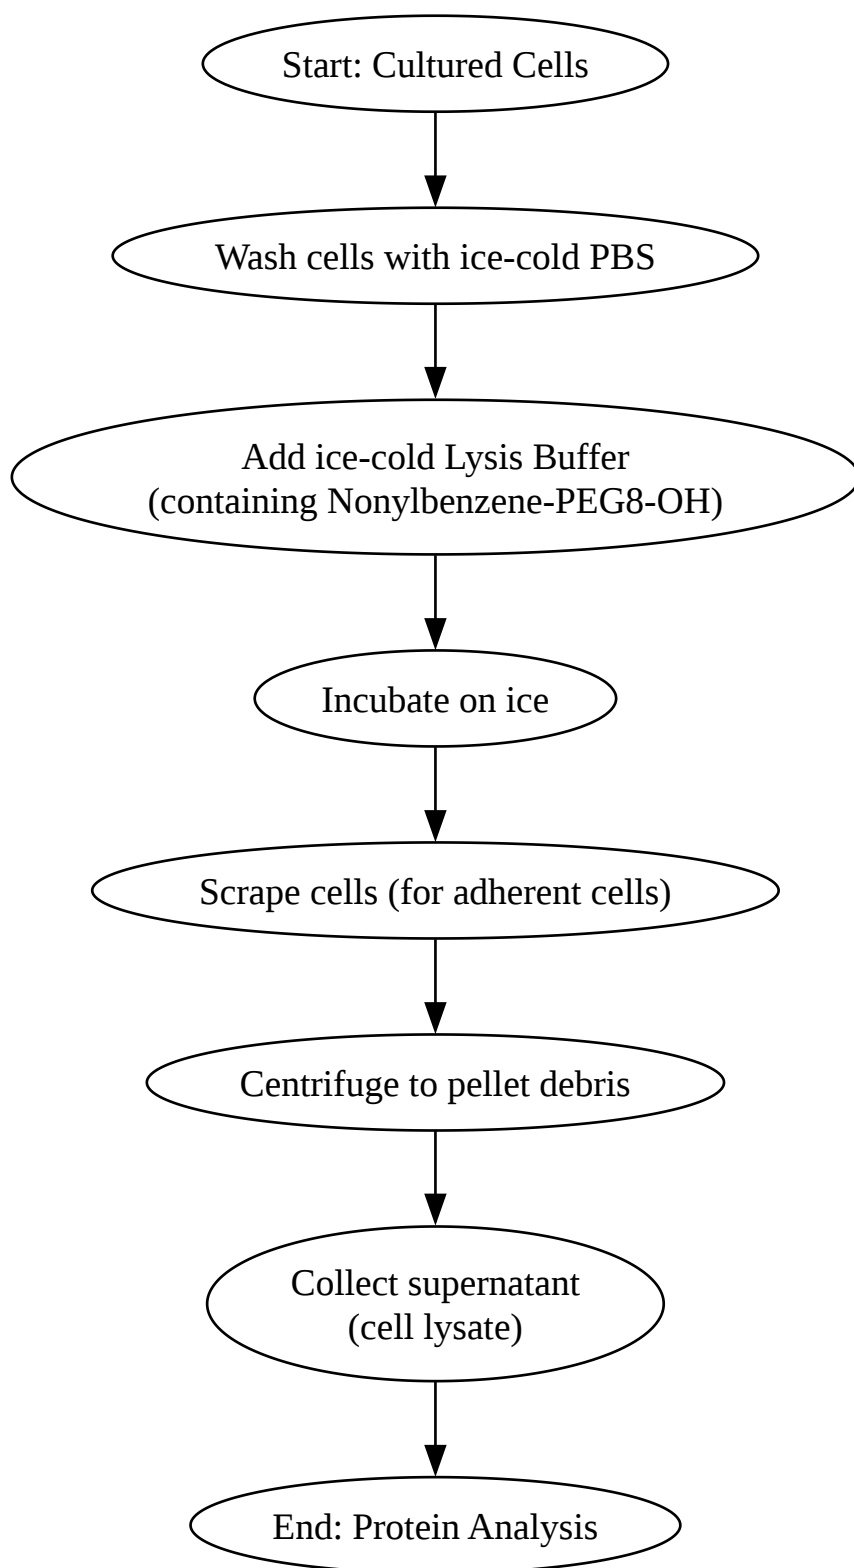 Start: Cultured Cells
Wash cells with ice-cold PBS
Add ice-cold Lysis Buffer
(containing Nonylbenzene-PEG8-OH)
Incubate on ice
Scrape cells (for adherent cells)
Centrifuge to pellet debris
Collect supernatant
(cell lysate)
End: Protein Analysis